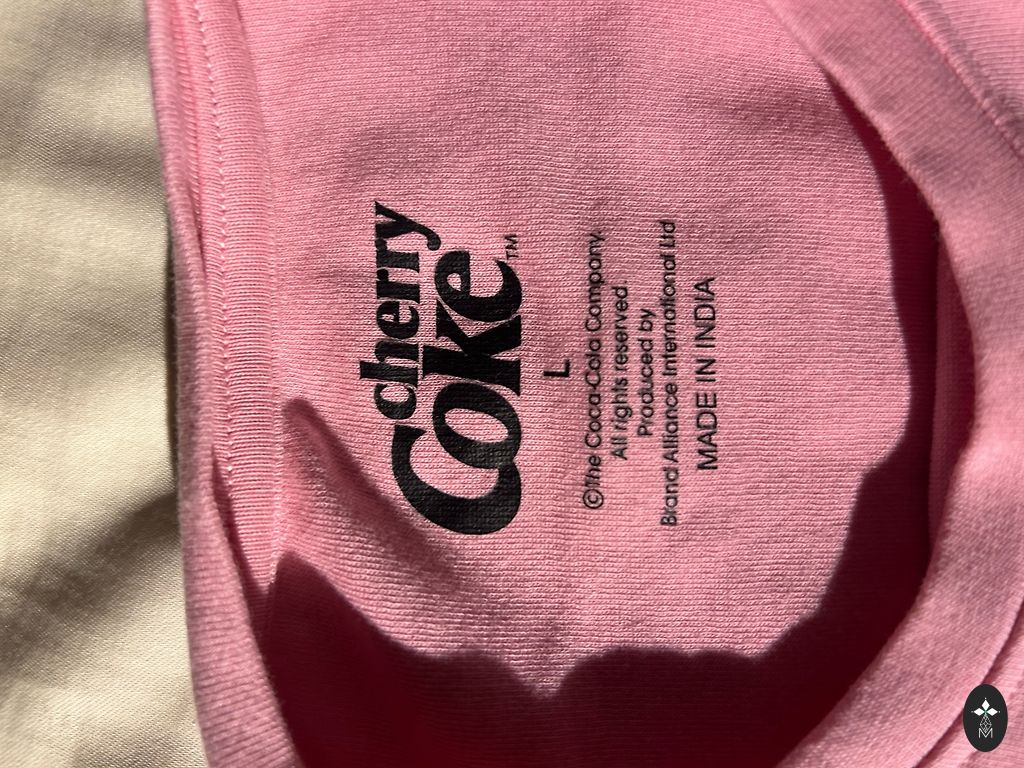 cherry
Coke™
L
©The Coca-Cola Company.
All rights reserved
Produced by
Brand Alliance International Ltd
MADE IN INDIA
M